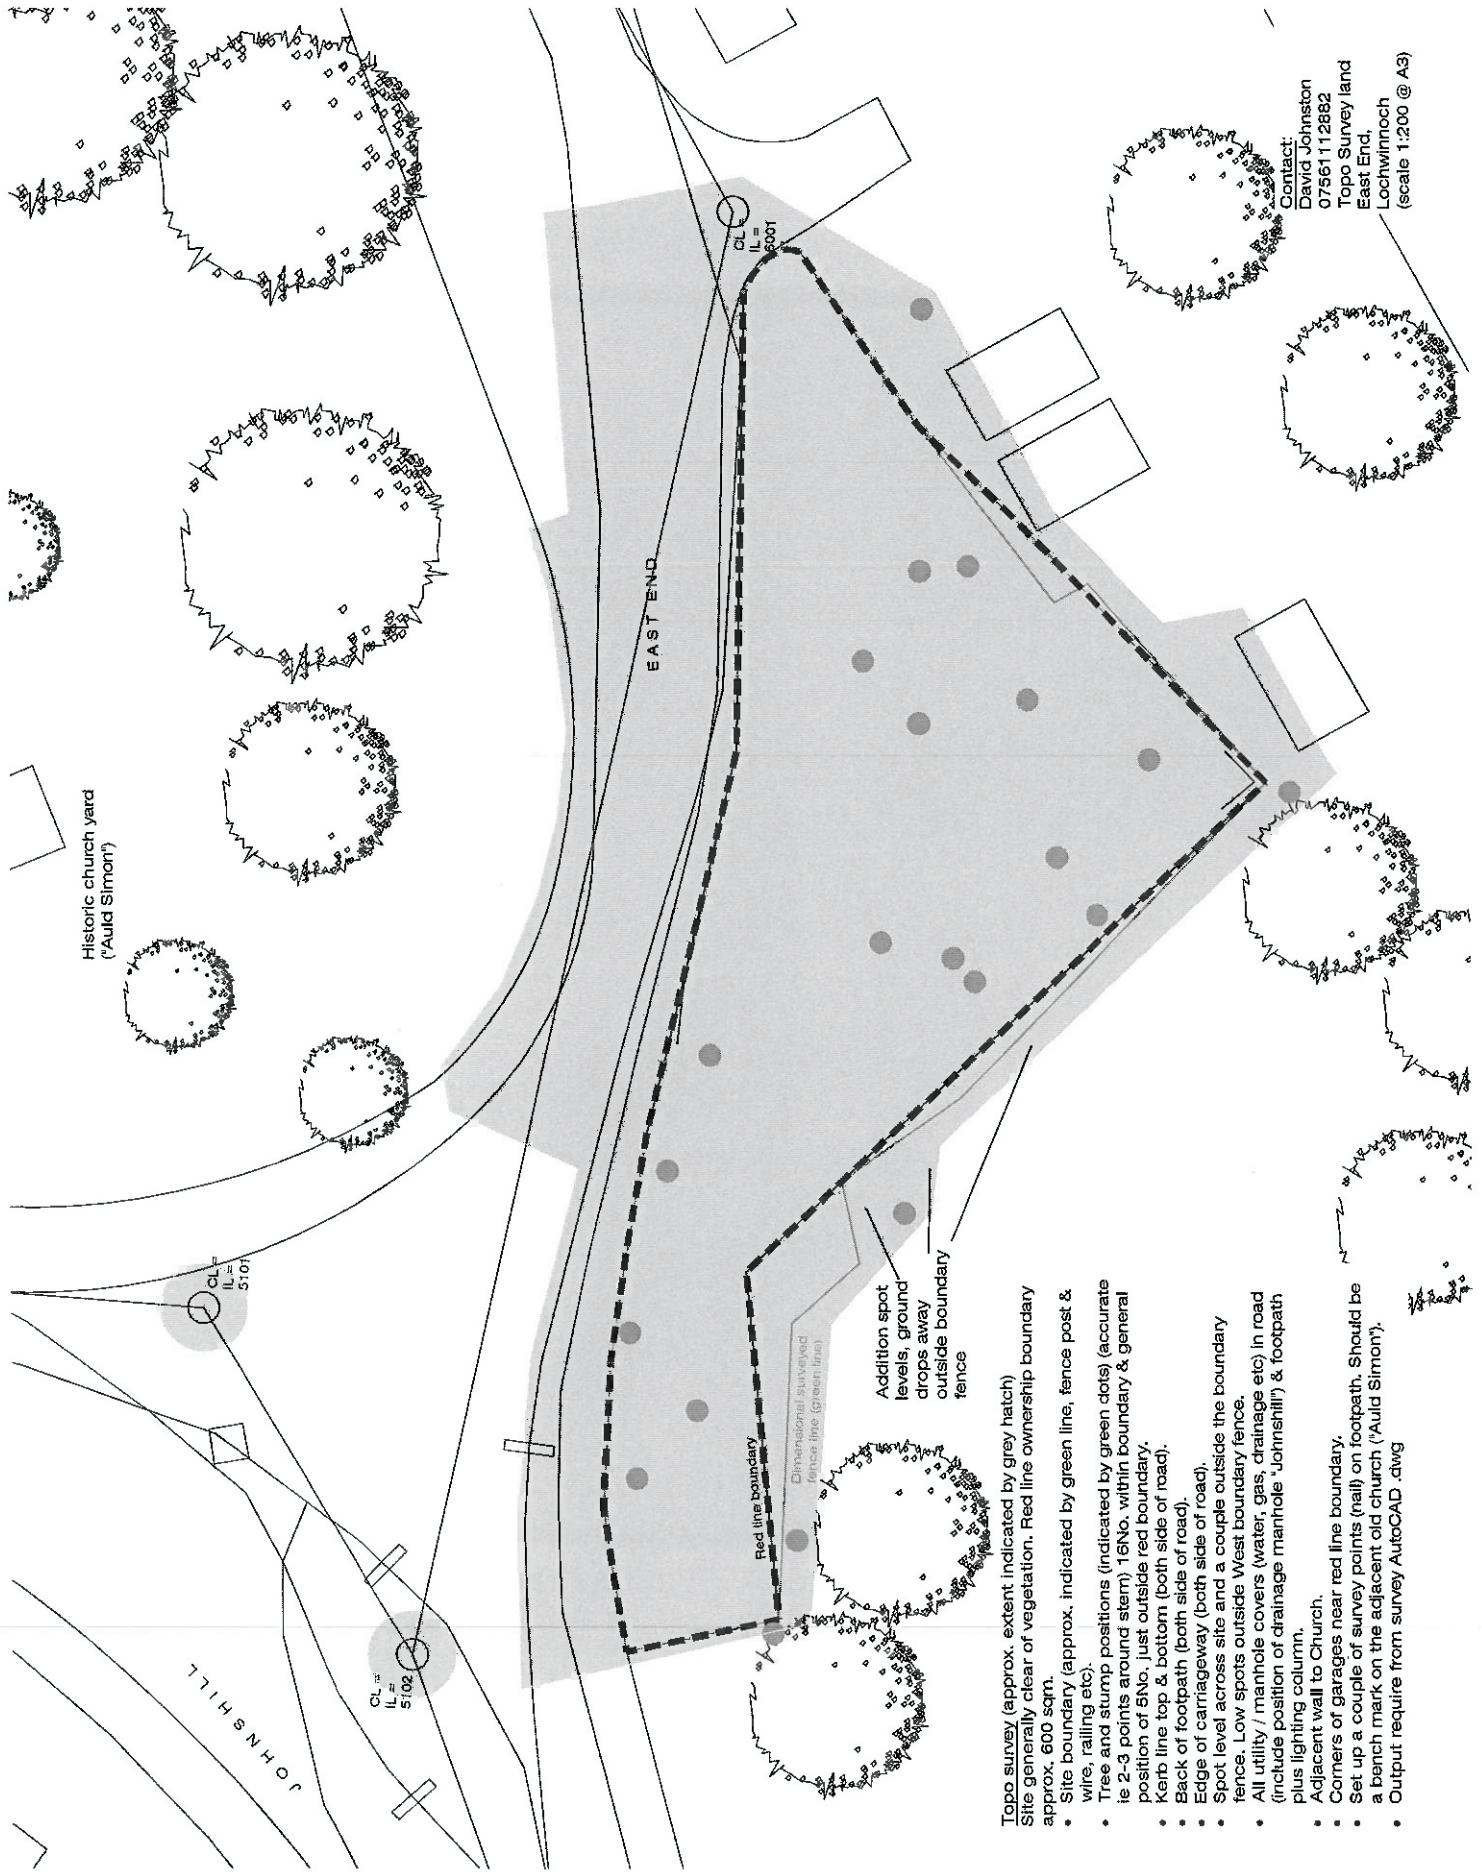 Historic church yard
("Auld Simon")
EAST END
JOHNSHILL
CL =
IL =
6001
CL =
IL =
5101
CL =
IL =
5102
Red line boundary
Dimensional surveyed
fence line (green line)
Addition spot
levels, ground
drops away
outside boundary
fence
Contact:
David Johnston
07561112882
Topo Survey land
East End,
Lochwinnoch
(scale 1:200 @ A3)
Topo survey (approx. extent indicated by grey hatch)
Site generally clear of vegetation. Red line ownership boundary
approx. 600 sqm.
• Site boundary (approx. indicated by green line, fence post &
wire, railing etc).
• Tree and stump positions (indicated by green dots) (accurate
ie 2-3 points around stem) 16No. within boundary & general
position of 5No. just outside red boundary.
• Kerb line top & bottom (both side of road).
• Back of footpath (both side of road).
• Edge of carriageway (both side of road).
• Spot level across site and a couple outside the boundary
fence. Low spots outside West boundary fence.
• All utility / manhole covers (water, gas, drainage etc) in road
(include position of drainage manhole "Johnshill") & footpath
plus lighting column.
• Adjacent wall to Church.
• Corners of garages near red line boundary.
• Set up a couple of survey points (nail) on footpath. Should be
a bench mark on the adjacent old church ("Auld Simon").
• Output require from survey AutoCAD .dwg